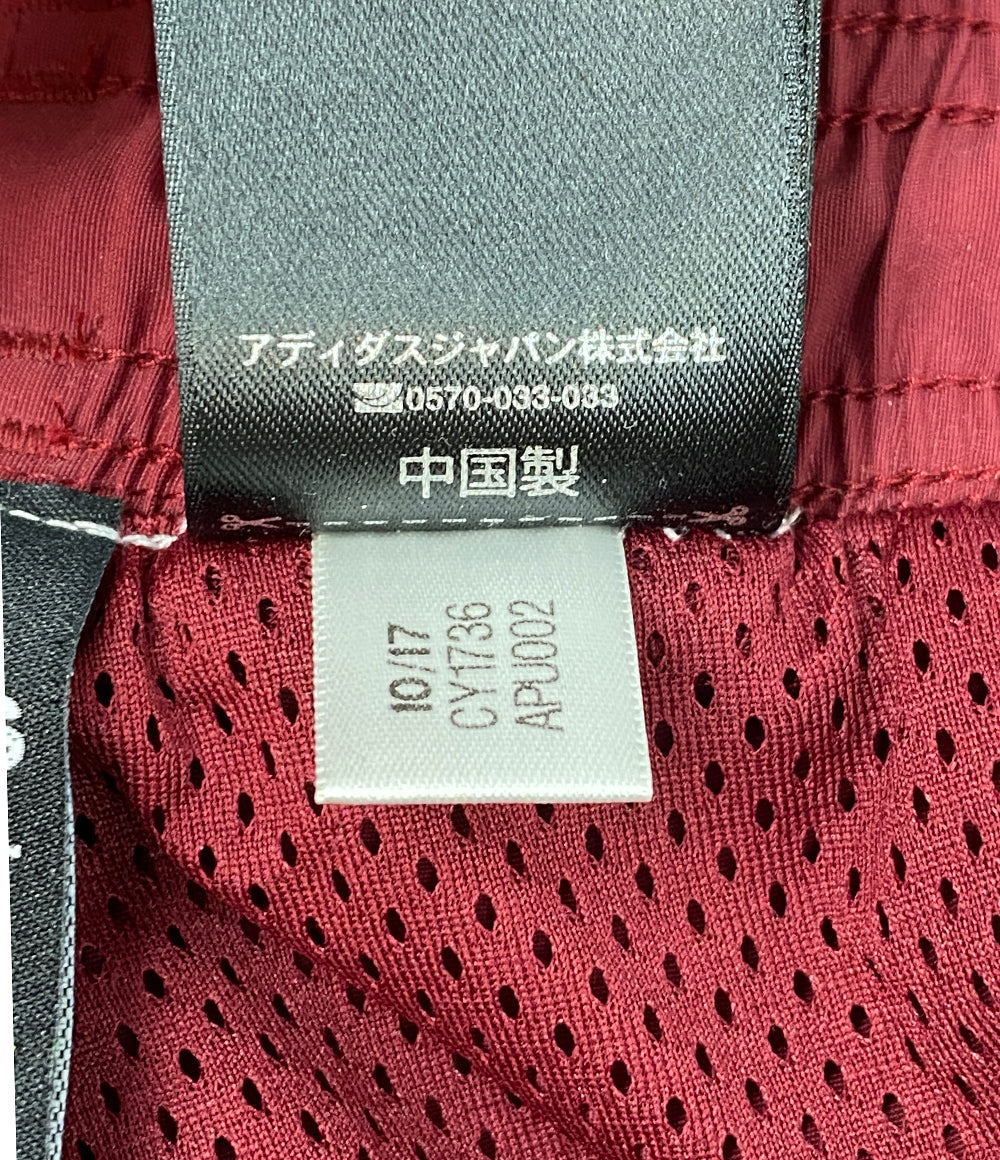 アディダスジャパン株式会社
0570-033-033
中国製
10/17
CY1736
APU002